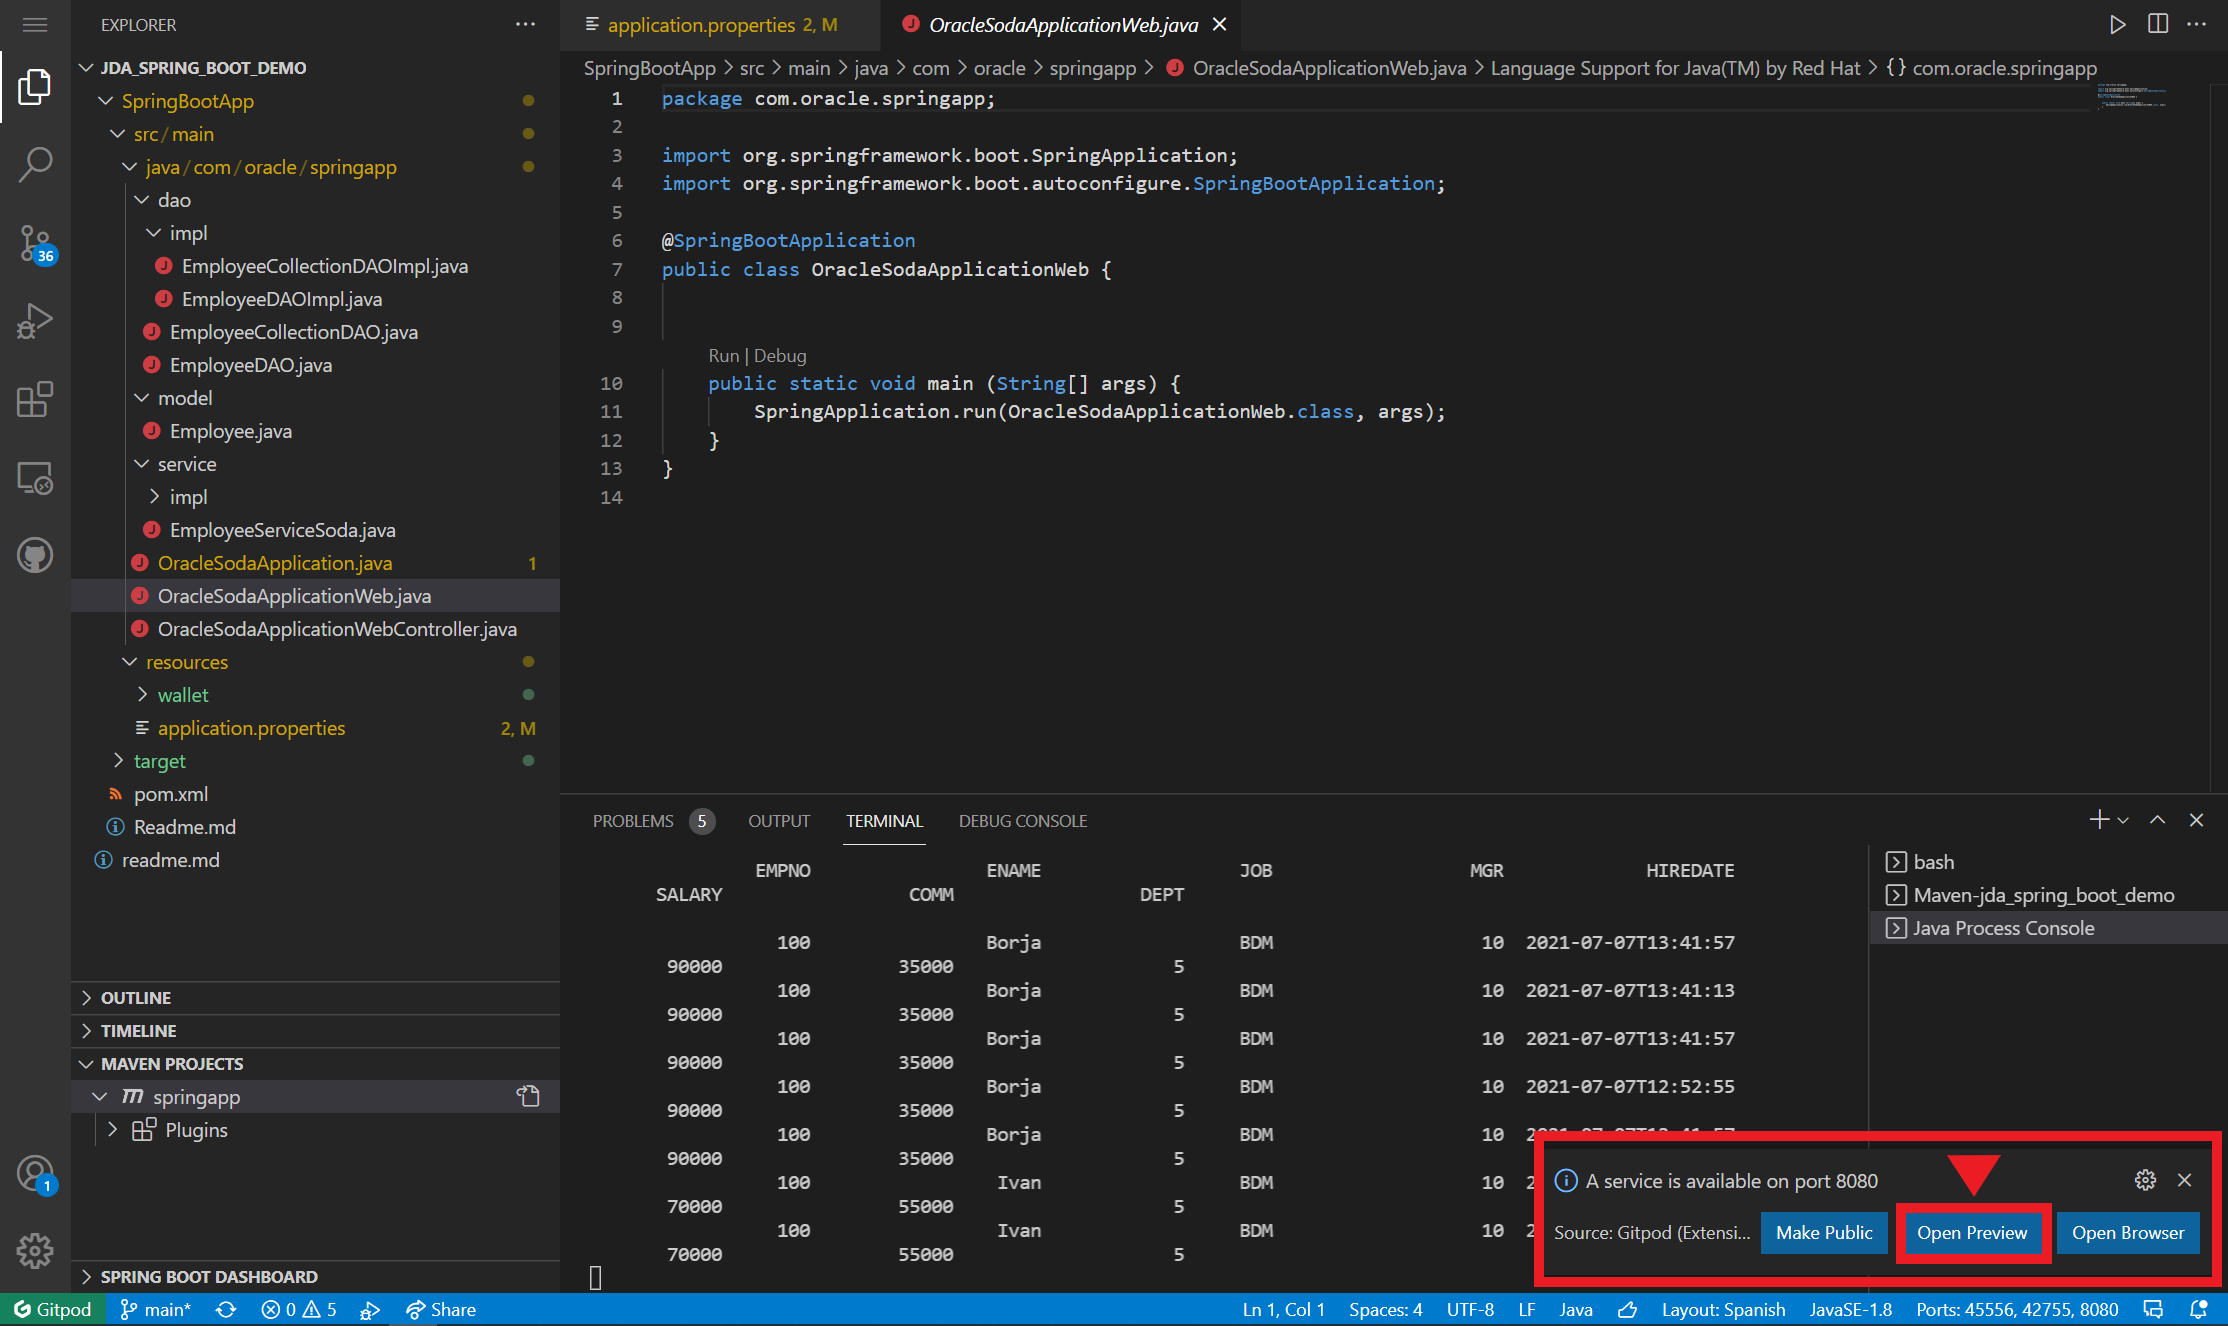 EXPLORER
JDA_SPRING_BOOT_DEMO
SpringBootApp
src / main
java / com / oracle / springapp
dao
impl
EmployeeCollectionDAOImpl.java
EmployeeDAOImpl.java
EmployeeCollectionDAO.java
EmployeeDAO.java
model
Employee.java
service
impl
EmployeeServiceSoda.java
OracleSodaApplication.java 1
OracleSodaApplicationWeb.java
OracleSodaApplicationWebController.java
resources
wallet
application.properties 2, M
target
pom.xml
Readme.md
readme.md
OUTLINE
TIMELINE
MAVEN PROJECTS
springapp
Plugins
SPRING BOOT DASHBOARD
36
1
application.properties 2, M
OracleSodaApplicationWeb.java
SpringBootApp > src > main > java > com > oracle > springapp > OracleSodaApplicationWeb.java > Language Support for Java(TM) by Red Hat > {} com.oracle.springapp
1 package com.oracle.springapp;
2
3 import org.springframework.boot.SpringApplication;
4 import org.springframework.boot.autoconfigure.SpringBootApplication;
5
6 @SpringBootApplication
7 public class OracleSodaApplicationWeb {
8
9
Run | Debug
10 public static void main (String[] args) {
11 SpringApplication.run(OracleSodaApplicationWeb.class, args);
12 }
13 }
14
PROBLEMS 5 OUTPUT TERMINAL DEBUG CONSOLE
EMPNO ENAME JOB MGR HIREDATE
SALARY COMM DEPT
100 Borja BDM 10 2021-07-07T13:41:57
90000 35000 5
100 Borja BDM 10 2021-07-07T13:41:13
90000 35000 5
100 Borja BDM 10 2021-07-07T13:41:57
90000 35000 5
100 Borja BDM 10 2021-07-07T12:52:55
90000 35000 5
100 Borja BDM 10
90000 35000 5
100 Ivan BDM 10 2
70000 55000 5
100 Ivan BDM 10 2
70000 55000 5
bash
Maven-jda_spring_boot_demo
Java Process Console
A service is available on port 8080
Source: Gitpod (Extensi... Make Public Open Preview Open Browser
Gitpod main* 0 5 Share Ln 1, Col 1 Spaces: 4 UTF-8 LF Java Layout: Spanish JavaSE-1.8 Ports: 45556, 42755, 8080